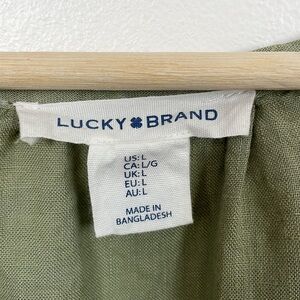 LUCKY BRAND
US: L
CA: L/G
UK: L
EU: L
AU: L
MADE IN
BANGLADESH